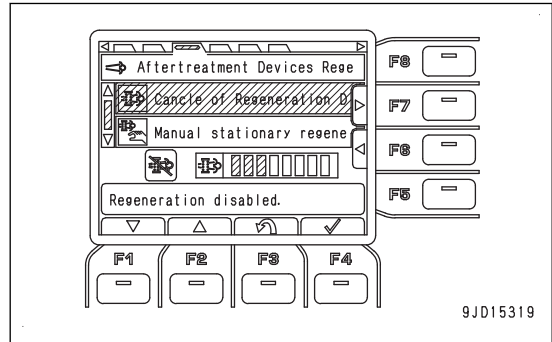 Aftertreatment Devices Rege
Cancle of Regeneration D
Manual stationary regene
Regeneration disabled.
F8
F7
F6
F5
F1
F2
F3
F4
9JD15319